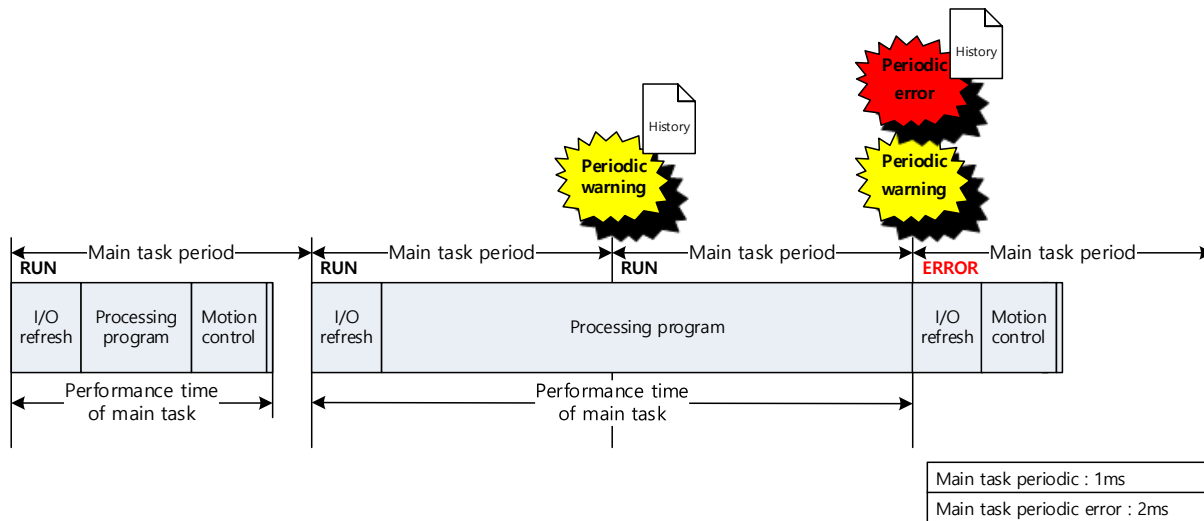 History
Periodic
error
History
Periodic
warning
Periodic
warning
Main task period
Main task period
Main task period
Main task period
RUN
RUN
RUN
ERROR
I/O
refresh
Processing
program
Motion
control
I/O
refresh
Processing program
I/O
refresh
Motion
control
Performance time
of main task
Performance time
of main task
Main task periodic : 1ms
Main task periodic error : 2ms